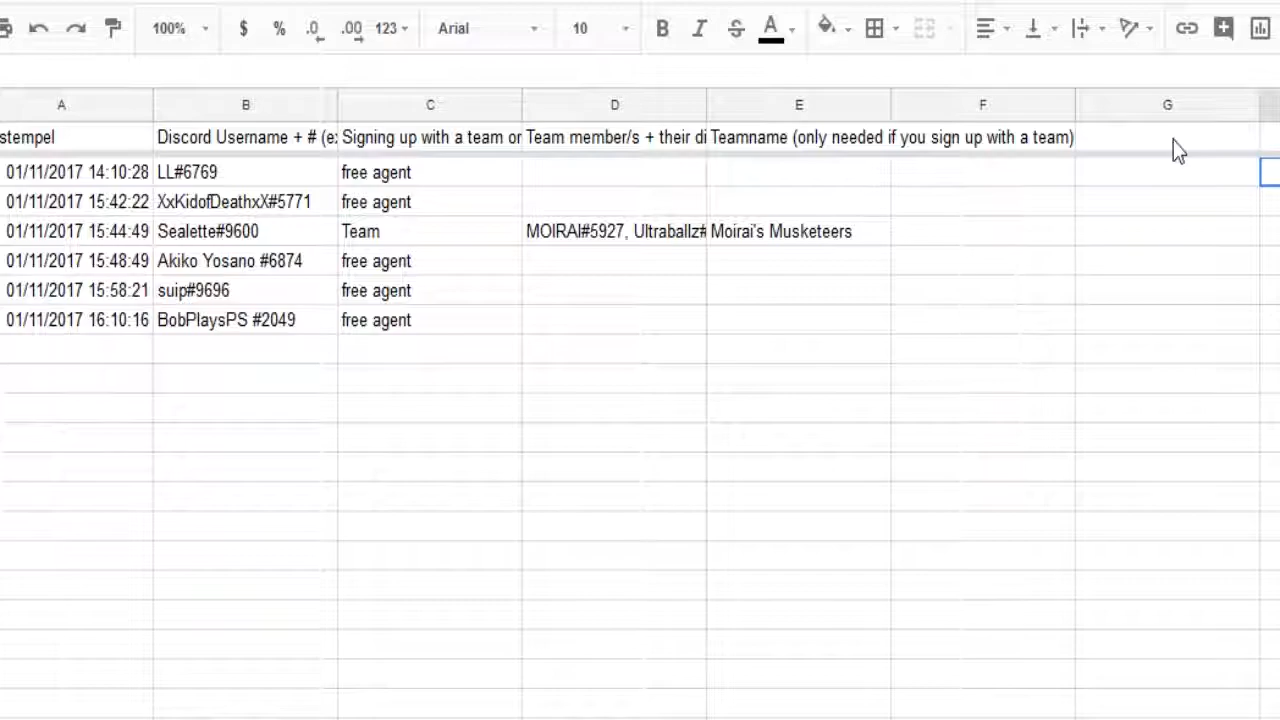 100% $ % .0 .00 123 Arial 10 B I S A
A B C D E F G
stempel Discord Username + # (e Signing up with a team or Team member/s + their di Teamname (only needed if you sign up with a team)
01/11/2017 14:10:28 LL#6769 free agent
01/11/2017 15:42:22 XxKidofDeathxX#5771 free agent
01/11/2017 15:44:49 Sealette#9600 Team MOIRAI#5927, Ultraballz# Moirai's Musketeers
01/11/2017 15:48:49 Akiko Yosano #6874 free agent
01/11/2017 15:58:21 suip#9696 free agent
01/11/2017 16:10:16 BobPlaysPS #2049 free agent